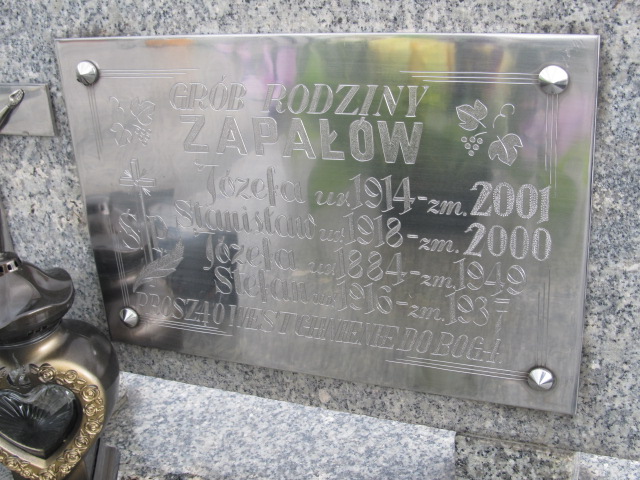 GRÓB RODZINY
ZAPAŁÓW
Józefa ur. 1914 - zm. 2001
Ś.P. Stanisław ur. 1918 - zm. 2000
Józefa ur. 1884 - zm. 1949
Stefan ur. 1916 - zm. 193
PROSZĄ O WESTCHNIENIE DO BOGA